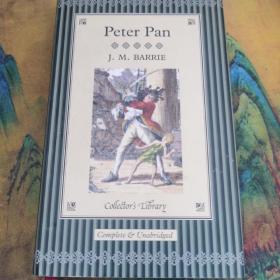 Peter Pan
J. M. BARRIE
Collector's Library
Complete & Unabridged